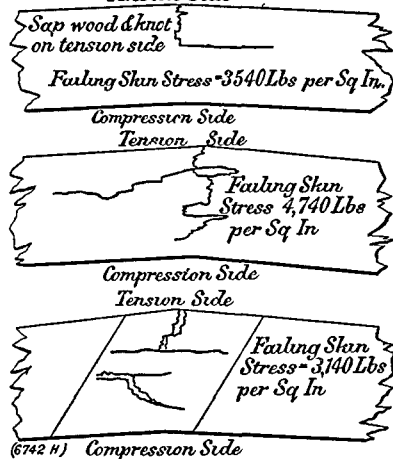 Sap wood & knot
on tension side
Failing Skin Stress=3540 Lbs per Sq In.
Compression Side
Tension Side
Failing Skin
Stress 4,740 Lbs
per Sq In
Compression Side
Tension Side
Failing Skin
Stress=3,140 Lbs
per Sq In
(6742 H) Compression Side